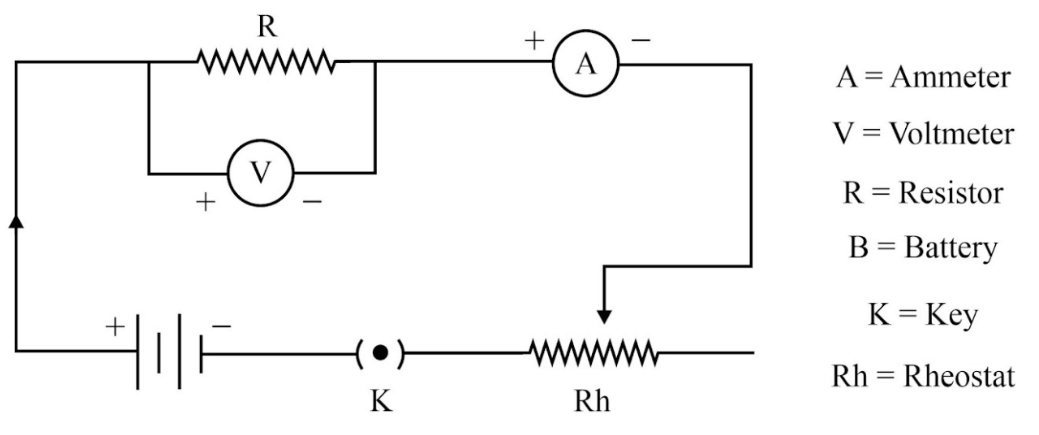 R
+ A −
V
+ −
+ −
K
Rh
A = Ammeter
V = Voltmeter
R = Resistor
B = Battery
K = Key
Rh = Rheostat